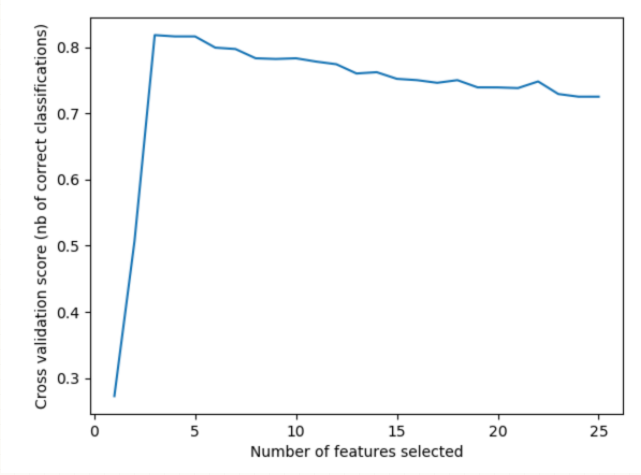 Cross validation score (nb of correct classifications)
0.8
0.7
0.6
0.5
0.4
0.3
0 5 10 15 20 25
Number of features selected